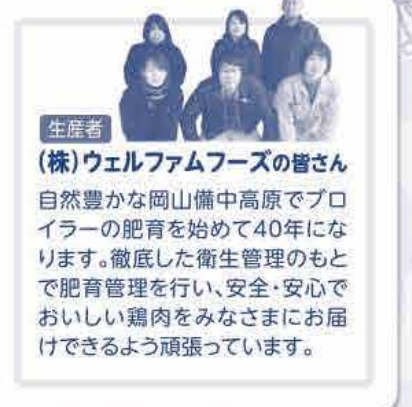 生産者
(株)ウェルファムフーズの皆さん
自然豊かな岡山備中高原でブロ
イラーの肥育を始めて40年にな
ります。徹底した衛生管理のもと
で肥育管理を行い、安全・安心で
おいしい鶏肉をみなさまにお届
けできるよう頑張っています。